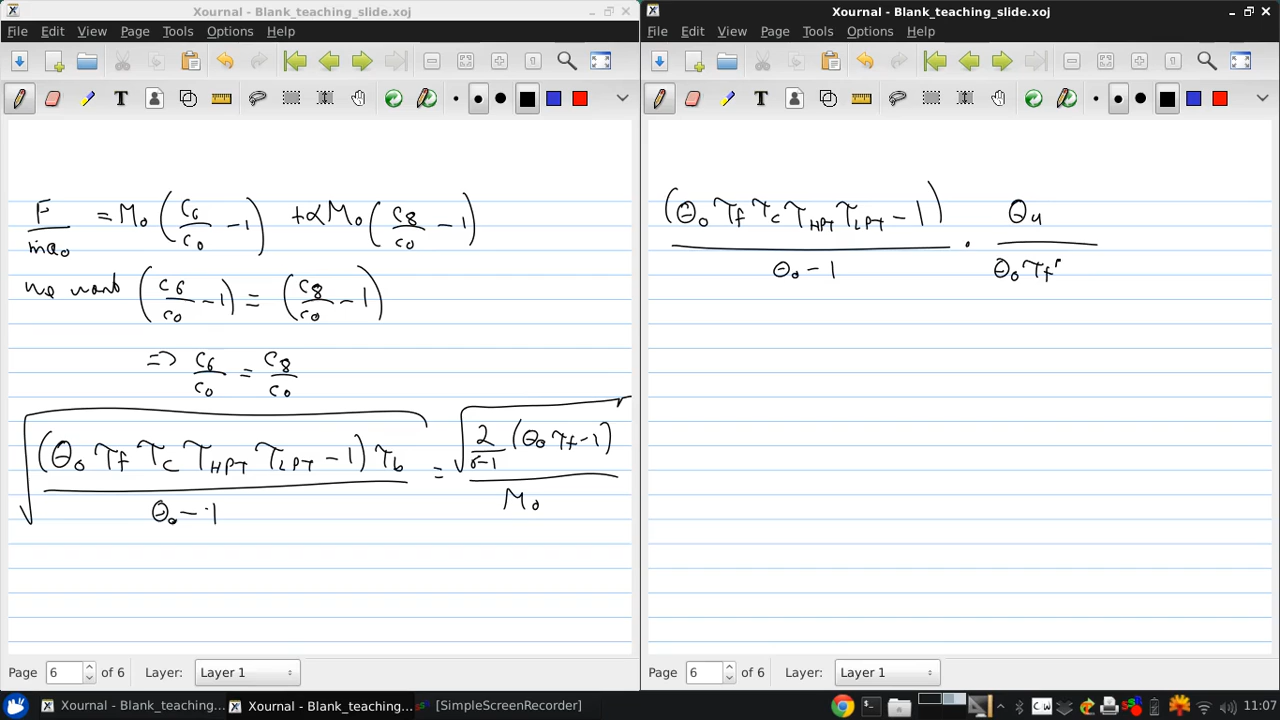 Xournal - Blank_teaching_slide.xoj
File Edit View Page Tools Options Help
F/ṁa₀ = M₀(c₆/c₀ - 1) + αM₀(c₈/c₀ - 1)
we want (c₆/c₀ - 1) = (c₈/c₀ - 1)
=> c₆/c₀ = c₈/c₀
√((θ₀ τf τc τHPT τLPT - 1) τb / (θ₀ - 1)) = √(2/(γ-1) (θ₀ τf - 1)) / M₀
Page 6 of 6 Layer: Layer 1
Xournal - Blank_teaching_slide.xoj
File Edit View Page Tools Options Help
(θ₀ τf τc τHPT τLPT - 1) / (θ₀ - 1) · θ₄ / (θ₀ τf
Page 6 of 6 Layer: Layer 1
Xournal - Blank_teaching... Xournal - Blank_teaching_slide.... [SimpleScreenRecorder] 11:07